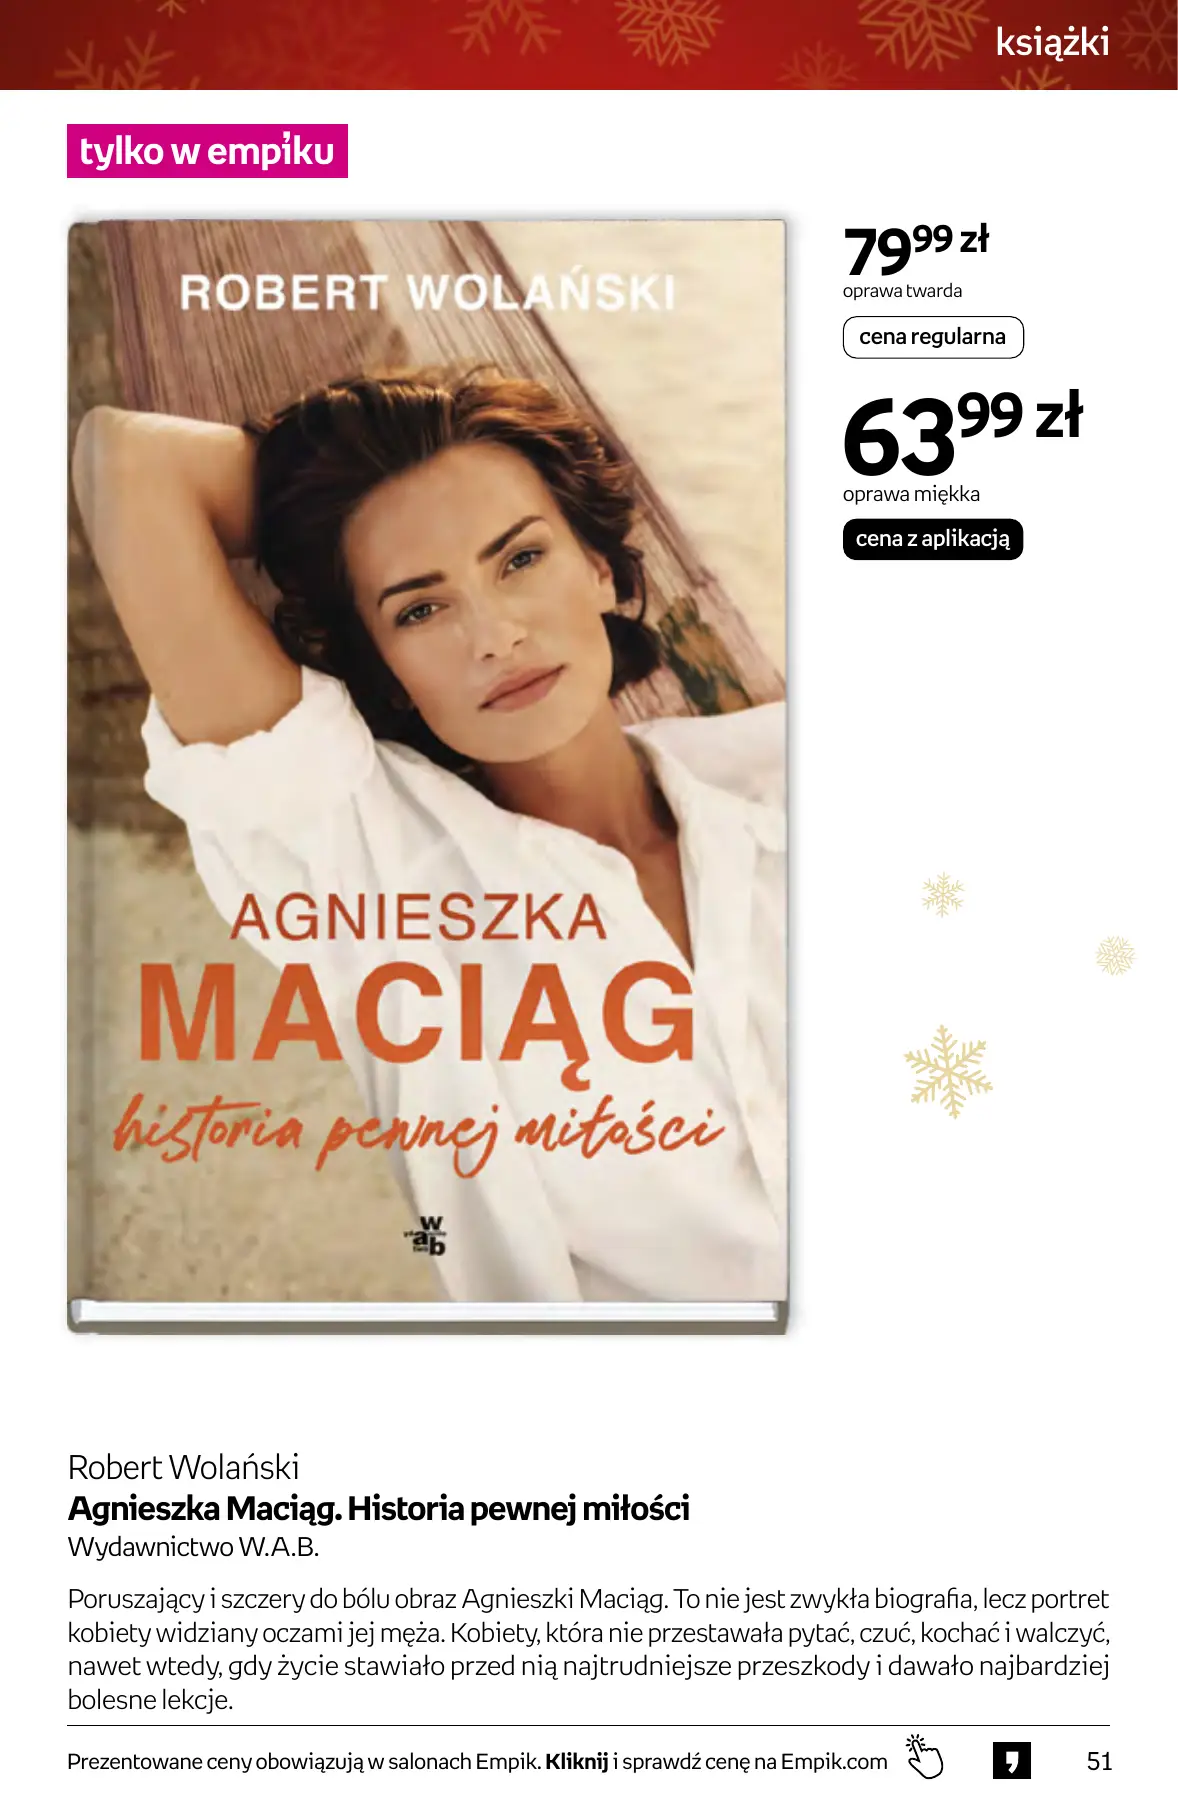 książki
tylko w empiku
ROBERT WOLAŃSKI
79⁹⁹ zł
oprawa twarda
cena regularna
63⁹⁹ zł
oprawa miękka
cena z aplikacją
AGNIESZKA
MACIĄG
historia pewnej miłości
w
ab
Robert Wolański
Agnieszka Maciąg. Historia pewnej miłości
Wydawnictwo W.A.B.
Poruszający i szczery do bólu obraz Agnieszki Maciąg. To nie jest zwykła biografia, lecz portret
kobiety widziany oczami jej męża. Kobiety, która nie przestawała pytać, czuć, kochać i walczyć,
nawet wtedy, gdy życie stawiało przed nią najtrudniejsze przeszkody i dawało najbardziej
bolesne lekcje.
Prezentowane ceny obowiązują w salonach Empik. Kliknij i sprawdź cenę na Empik.com
51